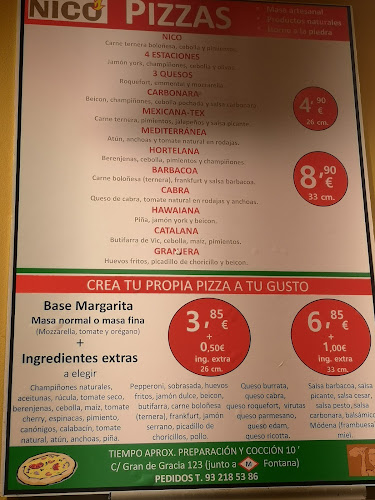 NICO PIZZAS
• Masa artesanal
• Productos naturales
• Horno a la piedra
NICO
Carne ternera boloñesa, cebolla y pimientos.
4 ESTACIONES
Jamón york, champiñones, cebolla y olivas.
3 QUESOS
Roquefort, emmental y mozzarella.
CARBONARA
Beicon, champiñones, cebolla pochada y salsa carbonara.
MEXICANA-TEX
Carne ternera, pimientos, jalapeños y salsa picante.
MEDITERRÁNEA
Atún, anchoas y tomate natural en rodajas.
HORTELANA
Berenjenas, cebolla, pimientos y champiñones.
BARBACOA
Carne boloñesa (ternera), frankfurt y salsa barbacoa.
CABRA
Queso de cabra, tomate natural en rodajas y anchoas.
HAWAIANA
Piña, jamón york y beicon.
CATALANA
Butifarra de Vic, cebolla, maíz, pimientos.
GRANJERA
Huevos fritos, picadillo de choricillo y beicon.
4,90 €
26 cm.
8,90 €
33 cm.
CREA TU PROPIA PIZZA A TU GUSTO
Base Margarita
Masa normal o masa fina
(Mozzarella, tomate y orégano)
+
Ingredientes extras
a elegir
3,85 €
+
0,50€
ing. extra
26 cm.
6,85 €
+
1,00€
ing. extra
33 cm.
Champiñones naturales,
aceitunas, rúcula, tomate seco,
berenjenas, cebolla, maiz, tomate
cherry, espinacas, pimiento,
canónigos, calabacín, tomate
natural, atún, anchoas, piña.
Pepperoni, sobrasada, huevos
fritos, jamón dulce, beicon,
butifarra, carne boloñesa
(ternera), frankfurt, jamón
serrano, picadillo de
choricillos, pollo.
Queso burrata,
queso cabra,
queso roquefort, virutas
queso parmesano,
queso edam,
queso ricotta.
Salsa barbacoa, salsa
picante, salsa cesar,
salsa pesto, salsa
carbonara, balsámico
Módena (frambuesa o
miel).
TIEMPO APROX. PREPARACIÓN Y COCCIÓN 10 '
C/ Gran de Gracia 123 (junto a M Fontana)
PEDIDOS T. 93 218 53 86